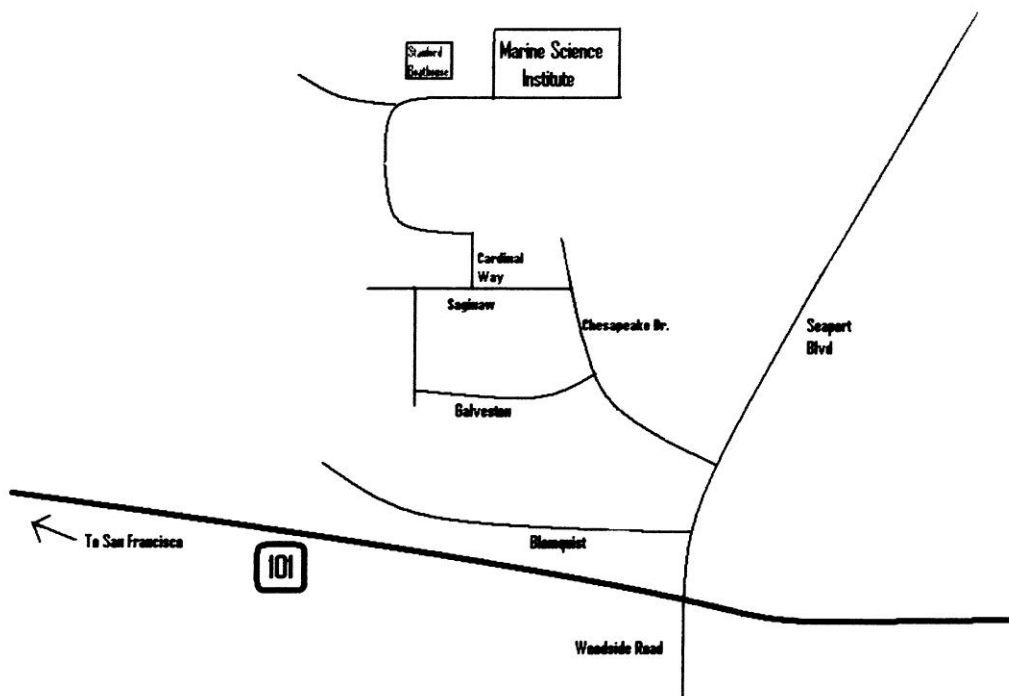 Stanford
Boathouse
Marine Science
Institute
Cardinal
Way
Saginaw
Chesapeake Dr.
Seaport
Blvd
Galveston
Blomquist
To San Francisco
101
Woodside Road